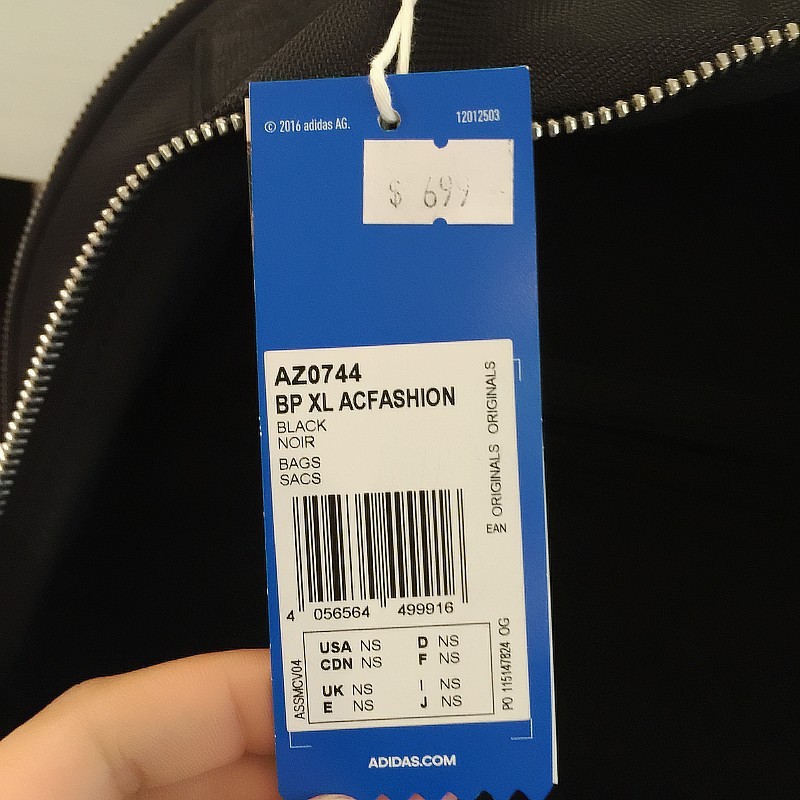 © 2016 adidas AG.
12012503
$ 699
AZ0744
BP XL ACFASHION
BLACK
NOIR
BAGS
SACS
ORIGINALS ORIGINALS
EAN
4 056564 499916
USA NS D NS
CDN NS F NS
UK NS I NS
E NS J NS
ASSMCV04
PO 115147824 OG
ADIDAS.COM